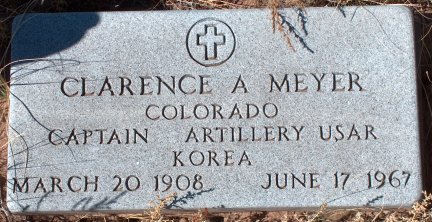 CLARENCE A MEYER
COLORADO
CAPTAIN ARTILLERY USAR
KOREA
MARCH 20 1908 JUNE 17 1967